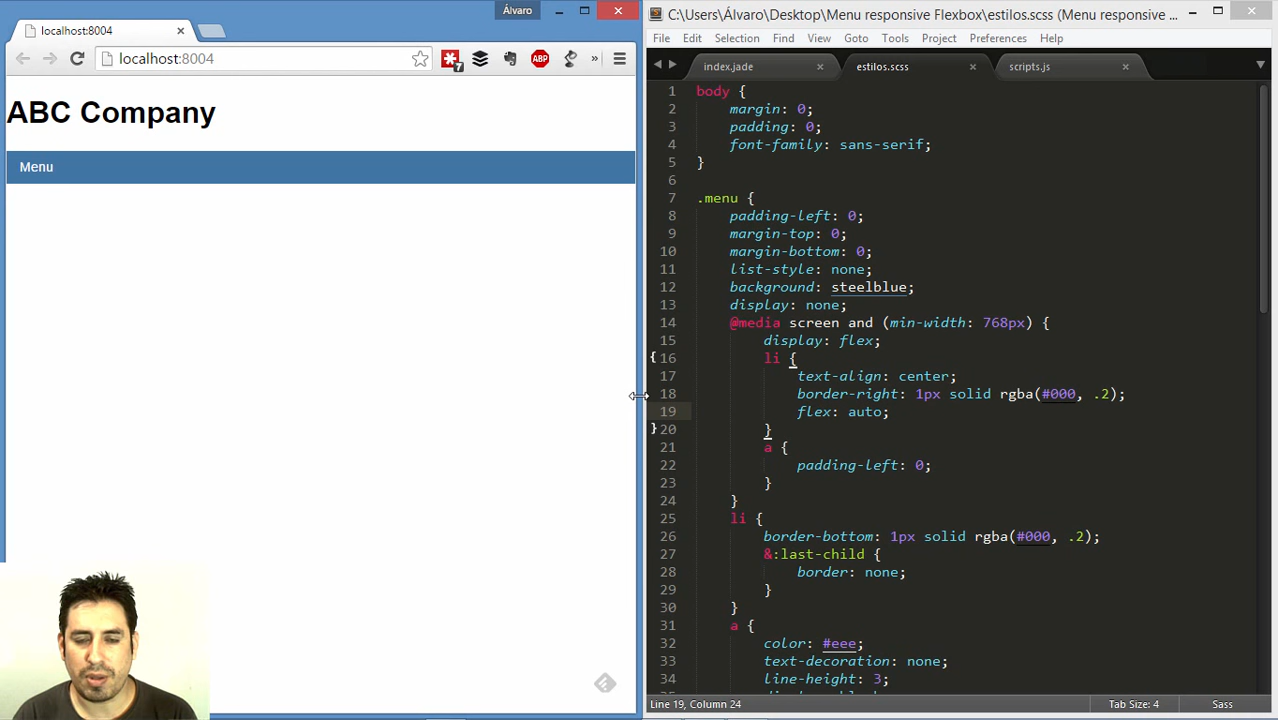 Álvaro
localhost:8004
localhost:8004
7
ABP
»
ABC Company
Menu
C:\Users\Álvaro\Desktop\Menu responsive Flexbox\estilos.scss (Menu responsive ...
File Edit Selection Find View Goto Tools Project Preferences Help
index.jade estilos.scss scripts.js
1 body {
2 margin: 0;
3 padding: 0;
4 font-family: sans-serif;
5 }
6
7 .menu {
8 padding-left: 0;
9 margin-top: 0;
10 margin-bottom: 0;
11 list-style: none;
12 background: steelblue;
13 display: none;
14 @media screen and (min-width: 768px) {
15 display: flex;
16 li {
17 text-align: center;
18 border-right: 1px solid rgba(#000, .2);
19 flex: auto;
20 }
21 a {
22 padding-left: 0;
23 }
24 }
25 li {
26 border-bottom: 1px solid rgba(#000, .2);
27 &:last-child {
28 border: none;
29 }
30 }
31 a {
32 color: #eee;
33 text-decoration: none;
34 line-height: 3;
Line 19, Column 24 Tab Size: 4 Sass